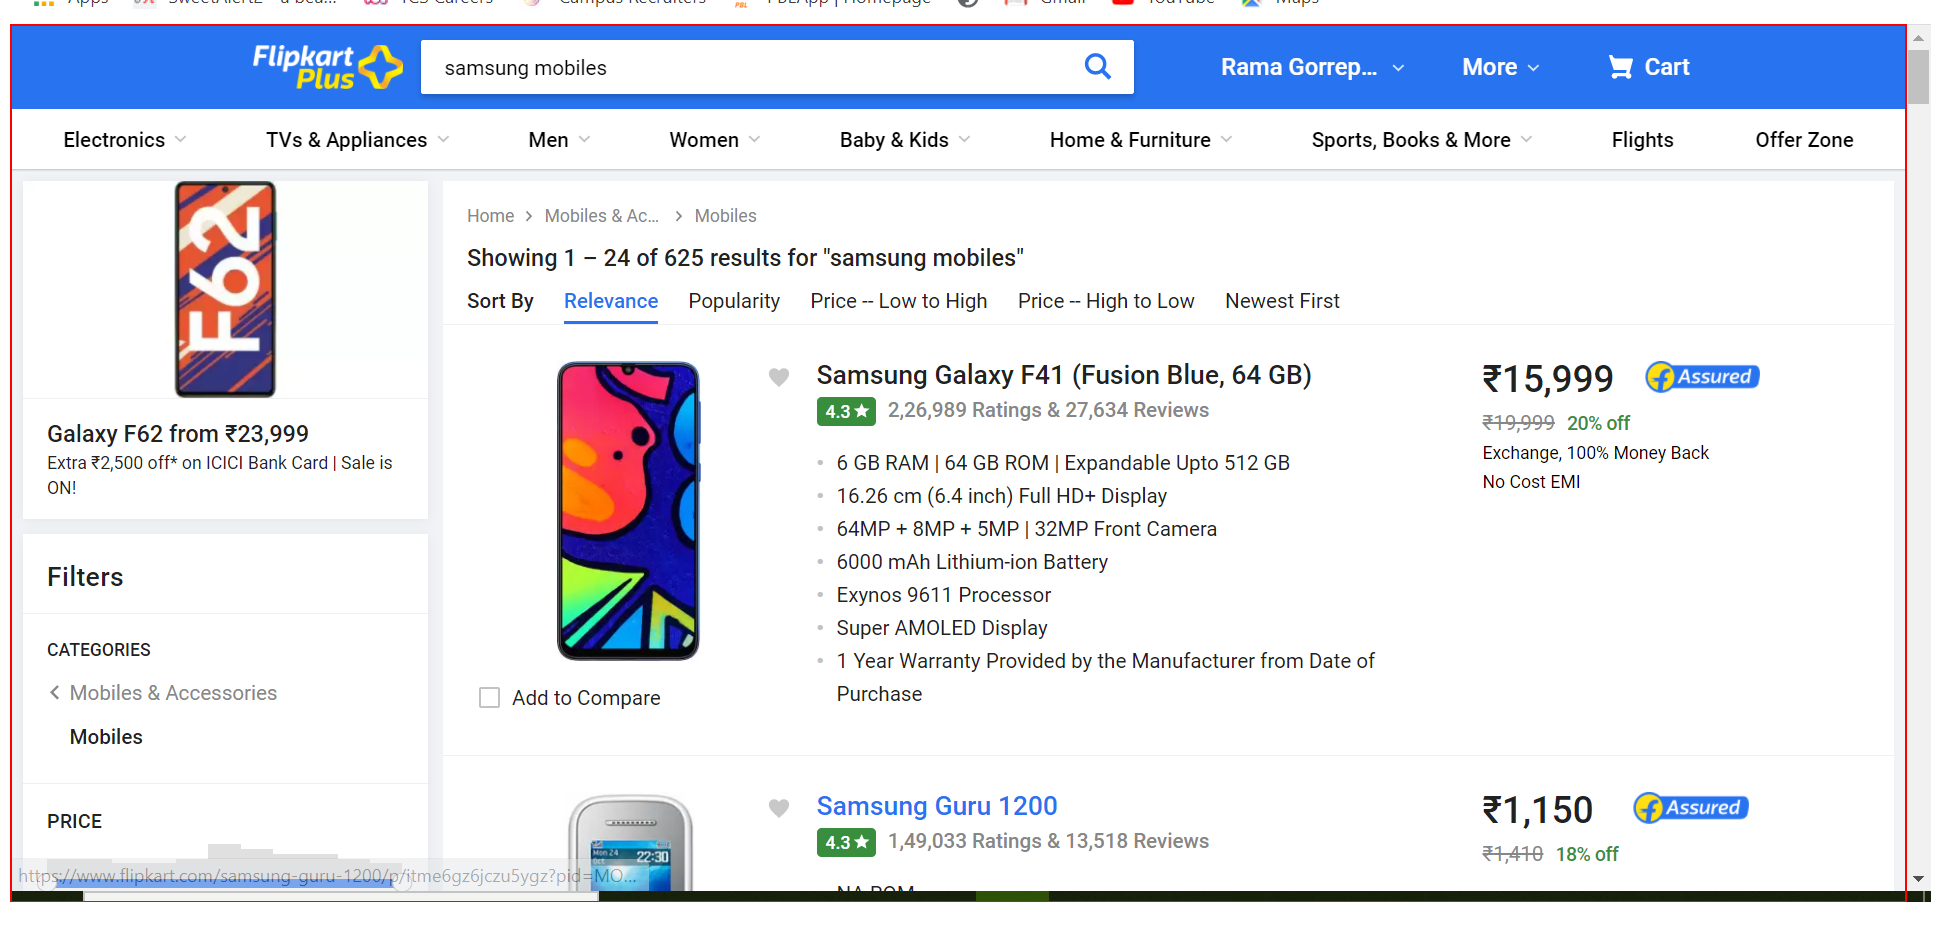 Apps SweetAlert2 - a bea... TCS Careers Campus Recruiters PBL PBLApp | Homepage Gmail YouTube Maps
Flipkart
Plus
samsung mobiles
Rama Gorrep... More Cart
Electronics TVs & Appliances Men Women Baby & Kids Home & Furniture Sports, Books & More Flights Offer Zone
F62
Galaxy F62 from ₹23,999
Extra ₹2,500 off* on ICICI Bank Card | Sale is
ON!
Filters
CATEGORIES
Mobiles & Accessories
Mobiles
PRICE
https://www.flipkart.com/samsung-guru-1200/p/itme6gz6jczu5ygz?pid=MO...
Home > Mobiles & Ac... > Mobiles
Showing 1 – 24 of 625 results for "samsung mobiles"
Sort By Relevance Popularity Price -- Low to High Price -- High to Low Newest First
Samsung Galaxy F41 (Fusion Blue, 64 GB)
4.3★ 2,26,989 Ratings & 27,634 Reviews
6 GB RAM | 64 GB ROM | Expandable Upto 512 GB
16.26 cm (6.4 inch) Full HD+ Display
64MP + 8MP + 5MP | 32MP Front Camera
6000 mAh Lithium-ion Battery
Exynos 9611 Processor
Super AMOLED Display
1 Year Warranty Provided by the Manufacturer from Date of
Purchase
Add to Compare
₹15,999 Assured
₹19,999 20% off
Exchange, 100% Money Back
No Cost EMI
Samsung Guru 1200
4.3★ 1,49,033 Ratings & 13,518 Reviews
NA ROM
₹1,150 Assured
₹1,410 18% off
Mon 24
Oct
22:30